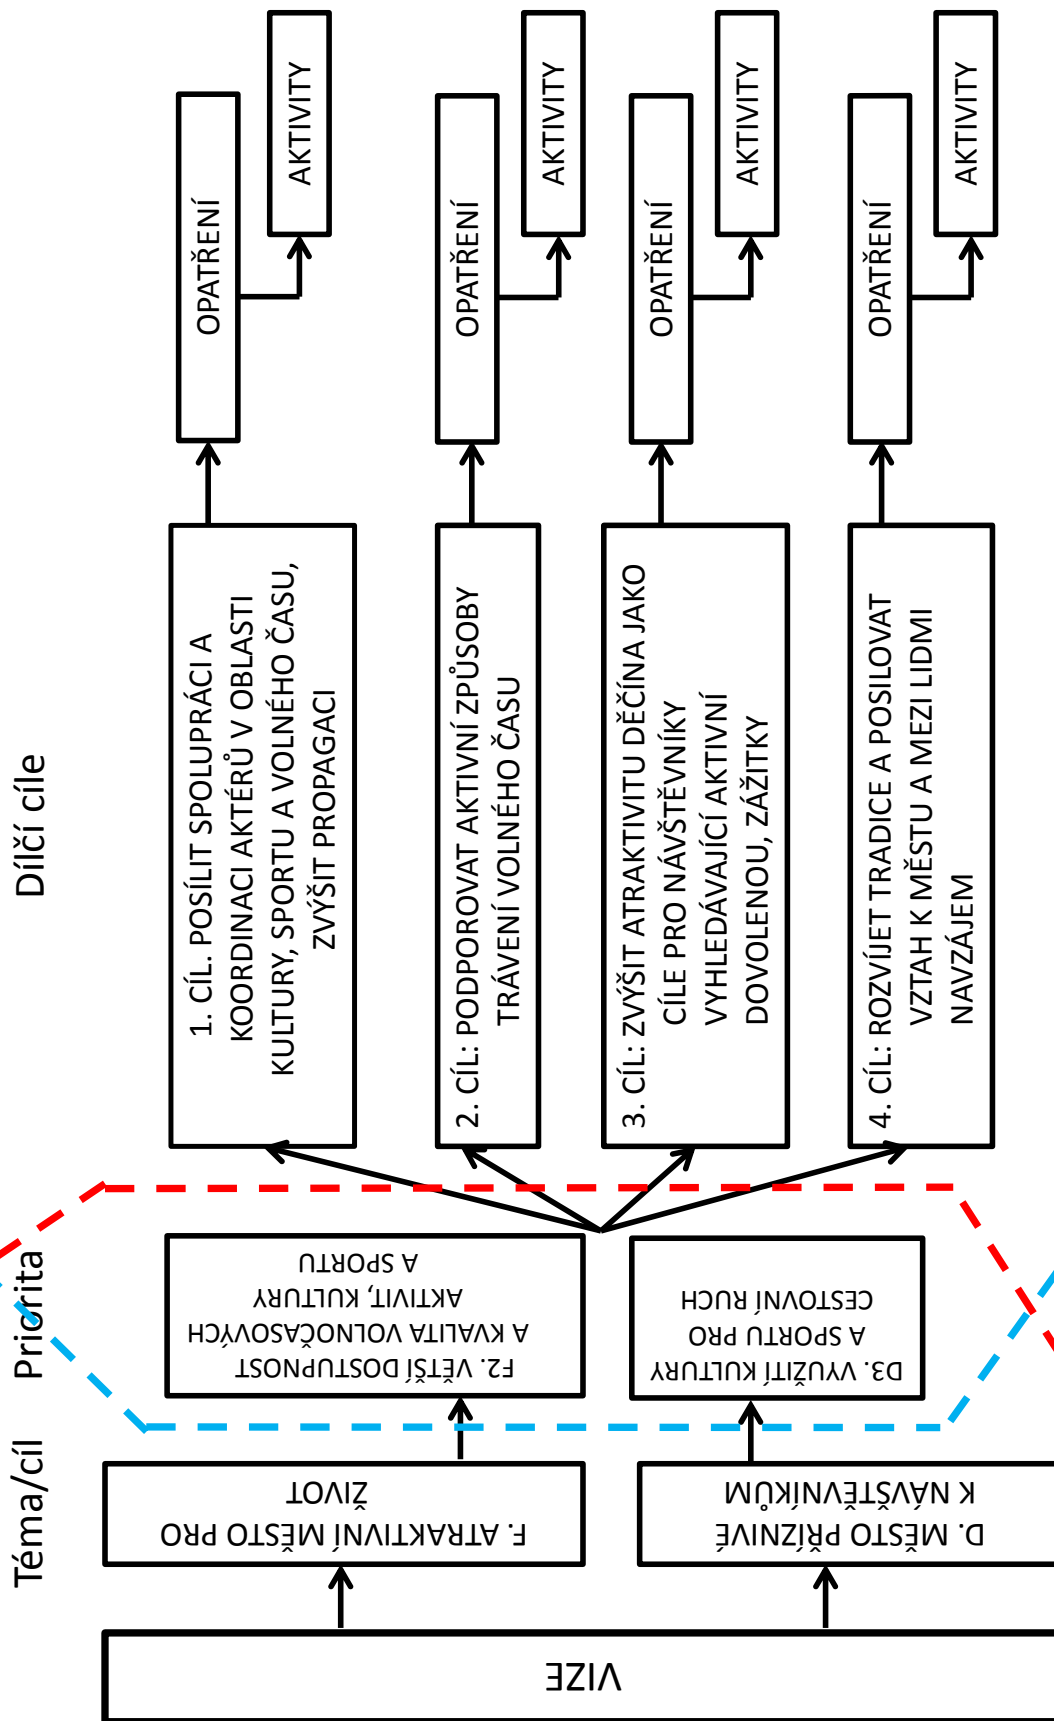 Téma/cíl
Priorita
Dílčí cíle
VIZE
F. ATRAKTIVNÍ MĚSTO PRO
ŽIVOT
D. MĚSTO PŘÍZNIVÉ
K NÁVŠTĚVNÍKŮM
F2. VĚTŠÍ DOSTUPNOST
A KVALITA VOLNOČASOVÝCH
AKTIVIT, KULTURY
A SPORTU
D3. VYUŽITÍ KULTURY
A SPORTU PRO
CESTOVNÍ RUCH
1. CÍL. POSÍLIT SPOLUPRÁCI A
KOORDINACI AKTÉRŮ V OBLASTI
KULTURY, SPORTU A VOLNÉHO ČASU,
ZVÝŠIT PROPAGACI
OPATŘENÍ
AKTIVITY
2. CÍL: PODPOROVAT AKTIVNÍ ZPŮSOBY
TRÁVENÍ VOLNÉHO ČASU
OPATŘENÍ
AKTIVITY
3. CÍL: ZVÝŠIT ATRAKTIVITU DĚČÍNA JAKO
CÍLE PRO NÁVŠTĚVNÍKY
VYHLEDÁVAJÍCÍ AKTIVNÍ
DOVOLENOU, ZÁŽITKY
OPATŘENÍ
AKTIVITY
4. CÍL: ROZVÍJET TRADICE A POSILOVAT
VZTAH K MĚSTU A MEZI LIDMI
NAVZÁJEM
OPATŘENÍ
AKTIVITY